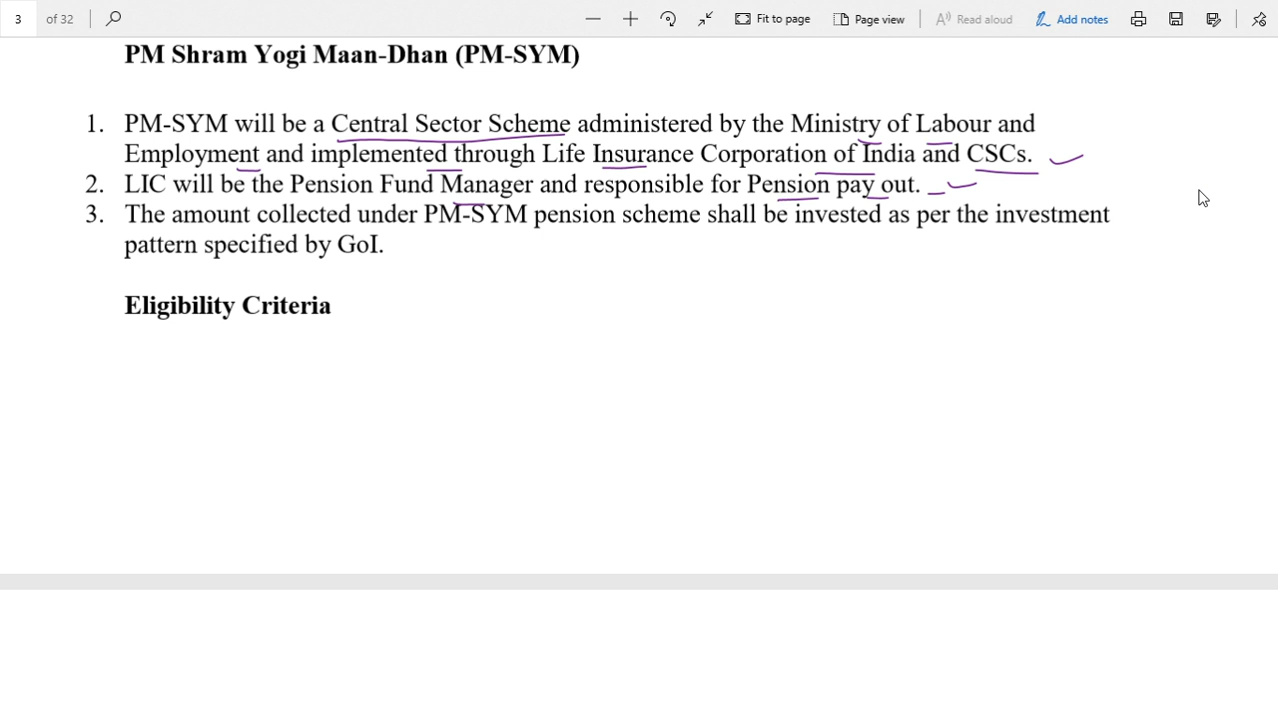 3 of 32 Fit to page Page view Read aloud Add notes
PM Shram Yogi Maan-Dhan (PM-SYM)
1. PM-SYM will be a Central Sector Scheme administered by the Ministry of Labour and
Employment and implemented through Life Insurance Corporation of India and CSCs.
2. LIC will be the Pension Fund Manager and responsible for Pension pay out.
3. The amount collected under PM-SYM pension scheme shall be invested as per the investment
pattern specified by GoI.
Eligibility Criteria